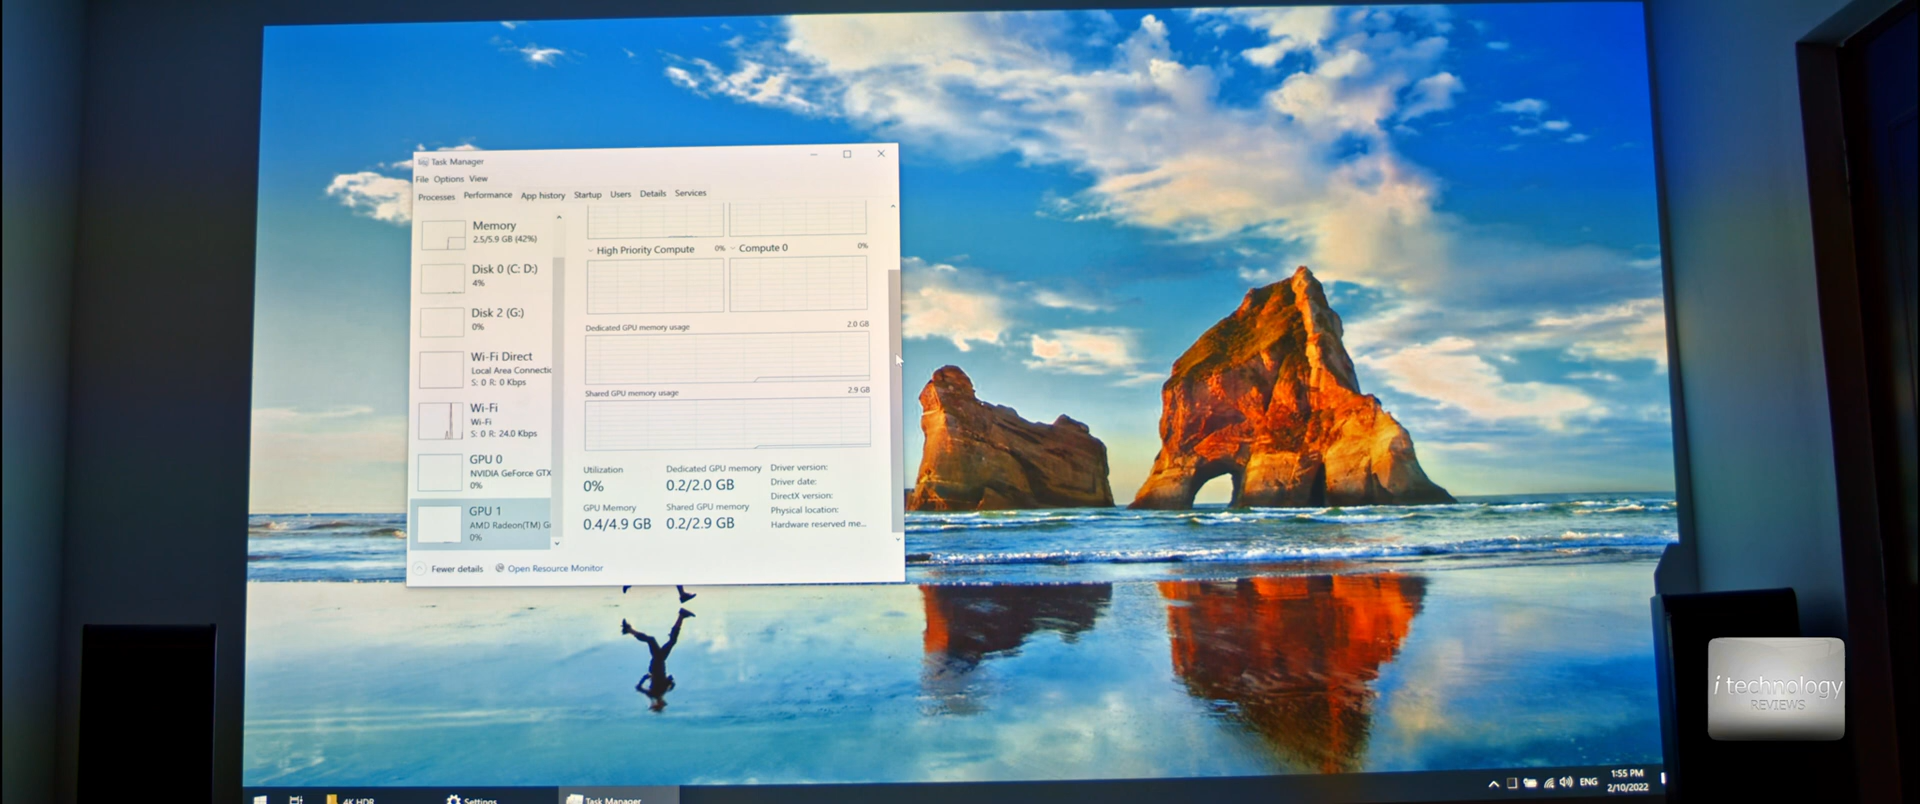 Task Manager
File Options View
Processes Performance App history Startup Users Details Services
Memory
2.5/5.9 GB (42%)
Disk 0 (C: D:)
4%
Disk 2 (G:)
0%
Wi-Fi Direct
Local Area Connectic
S: 0 R: 0 Kbps
Wi-Fi
Wi-Fi
S: 0 R: 24.0 Kbps
GPU 0
NVIDIA GeForce GTX
0%
GPU 1
AMD Radeon(TM) Gr
0%
High Priority Compute 0%
Compute 0 0%
Dedicated GPU memory usage 2.0 GB
Shared GPU memory usage 2.9 GB
Utilization
0%
Dedicated GPU memory
0.2/2.0 GB
GPU Memory
0.4/4.9 GB
Shared GPU memory
0.2/2.9 GB
Driver version:
Driver date:
DirectX version:
Physical location:
Hardware reserved me...
Fewer details Open Resource Monitor
i technology
REVIEWS
4K HDR Settings Task Manager
ENG
1:55 PM
2/10/2022